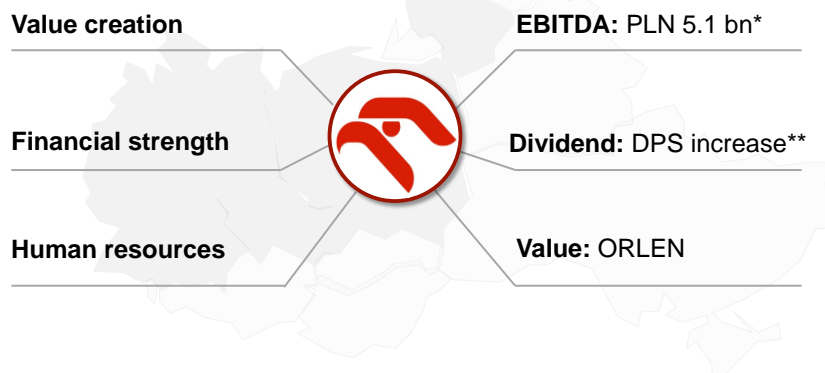 Value creation
EBITDA: PLN 5.1 bn*
Financial strength
Dividend: DPS increase**
Human resources
Value: ORLEN